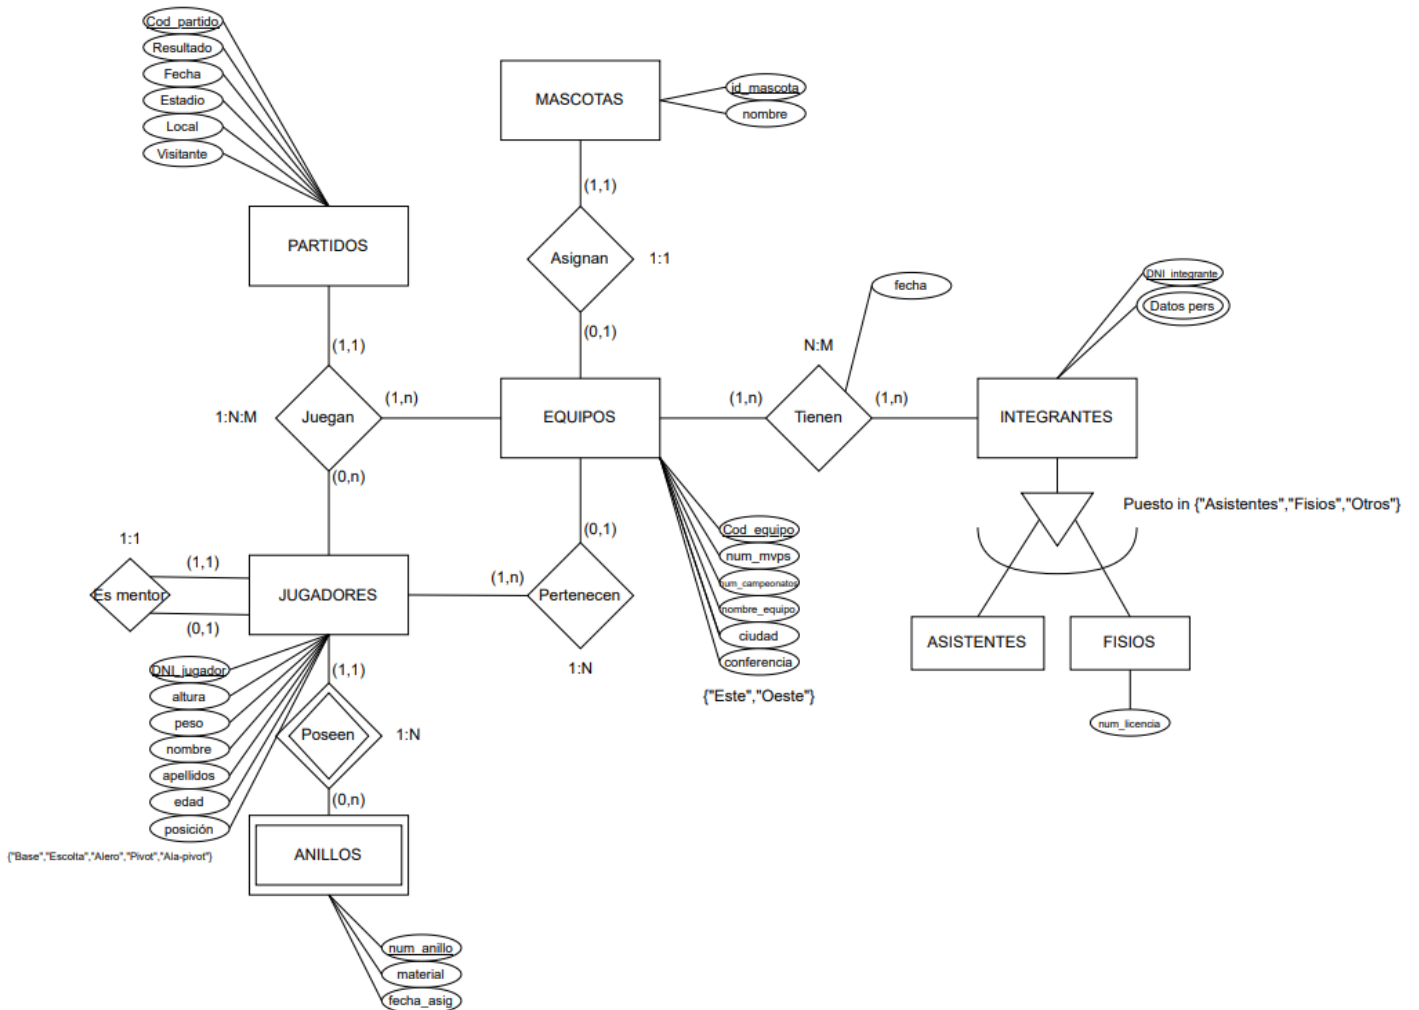 Cod_partido
Resultado
Fecha
Estadio
Local
Visitante
PARTIDOS
MASCOTAS
id_mascota
nombre
(1,1)
Asignan
1:1
(0,1)
fecha
DNI_integrante
Datos pers
(1,1)
1:N:M
Juegan
(1,n)
EQUIPOS
(1,n)
N:M
Tienen
(1,n)
INTEGRANTES
(0,n)
Puesto in {"Asistentes","Fisios","Otros"}
ASISTENTES
FISIOS
num_licencia
Cod_equipo
num_mvps
num_campeonatos
nombre_equipo
ciudad
conferencia
{"Este","Oeste"}
(0,1)
Pertenecen
(1,n)
1:N
1:1
(1,1)
Es mentor
(0,1)
JUGADORES
DNI_jugador
altura
peso
nombre
apellidos
edad
posición
{"Base","Escolta","Alero","Pivot","Ala-pivot"}
(1,1)
Poseen
1:N
(0,n)
ANILLOS
num_anillo
material
fecha_asig